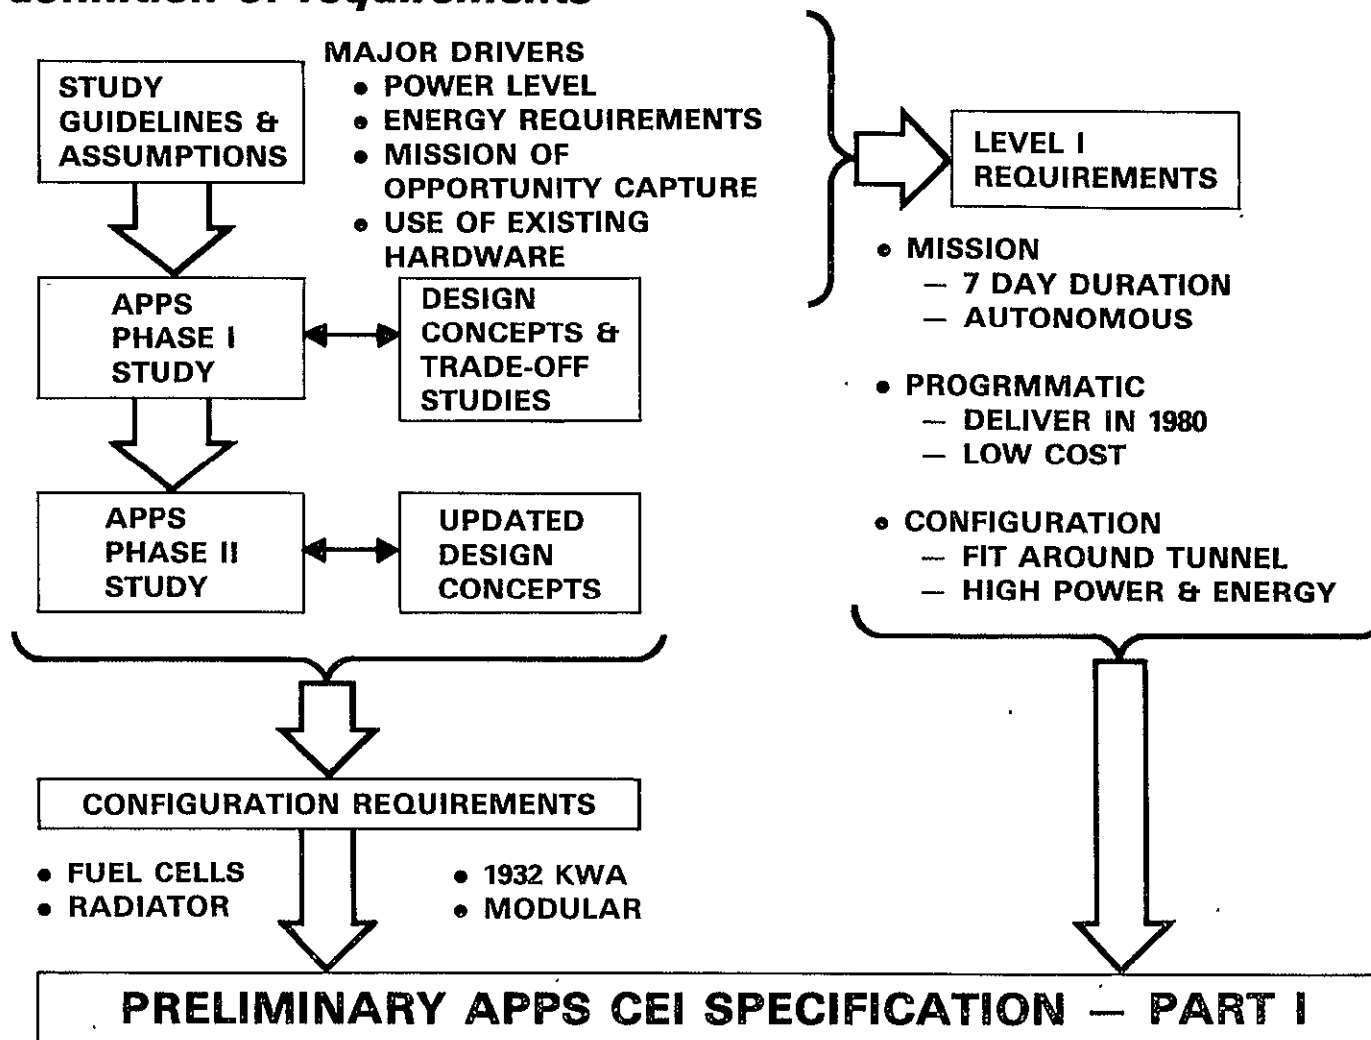 definition of requirements
STUDY
GUIDELINES &
ASSUMPTIONS
MAJOR DRIVERS
• POWER LEVEL
• ENERGY REQUIREMENTS
• MISSION OF
OPPORTUNITY CAPTURE
• USE OF EXISTING
HARDWARE
APPS
PHASE I
STUDY
DESIGN
CONCEPTS &
TRADE-OFF
STUDIES
APPS
PHASE II
STUDY
UPDATED
DESIGN
CONCEPTS
LEVEL I
REQUIREMENTS
• MISSION
— 7 DAY DURATION
— AUTONOMOUS
• PROGRMMATIC
— DELIVER IN 1980
— LOW COST
• CONFIGURATION
— FIT AROUND TUNNEL
— HIGH POWER & ENERGY
CONFIGURATION REQUIREMENTS
• FUEL CELLS
• RADIATOR
• 1932 KWA
• MODULAR
PRELIMINARY APPS CEI SPECIFICATION — PART I